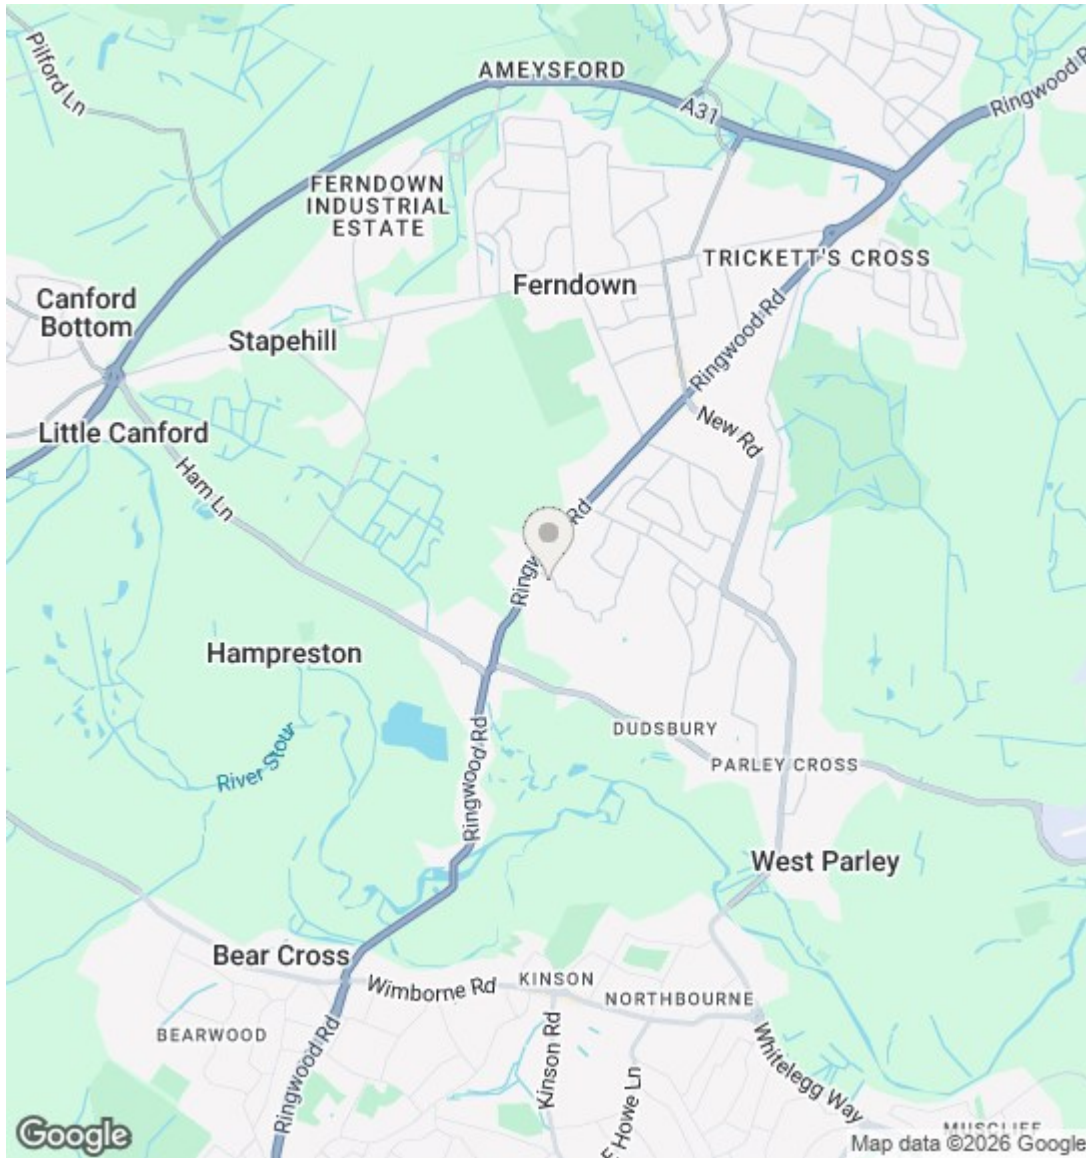 Pilford Ln
AMEYSFORD
A31
Ringwood R
FERNDOWN
INDUSTRIAL
ESTATE
TRICKETT'S CROSS
Ferndown
Canford
Bottom
Stapehill
Ringwood Rd
New Rd
Little Canford
Ham Ln
Ringw
Rd
Hampreston
River Stour
Ringwood Rd
DUDSBURY
PARLEY CROSS
West Parley
Bear Cross
Wimborne Rd
KINSON
NORTHBOURNE
BEARWOOD
Ringwood Rd
Kinson Rd
E Howe Ln
Whitelegg Way
MUSCLIFF
Google
Map data ©2026 Google